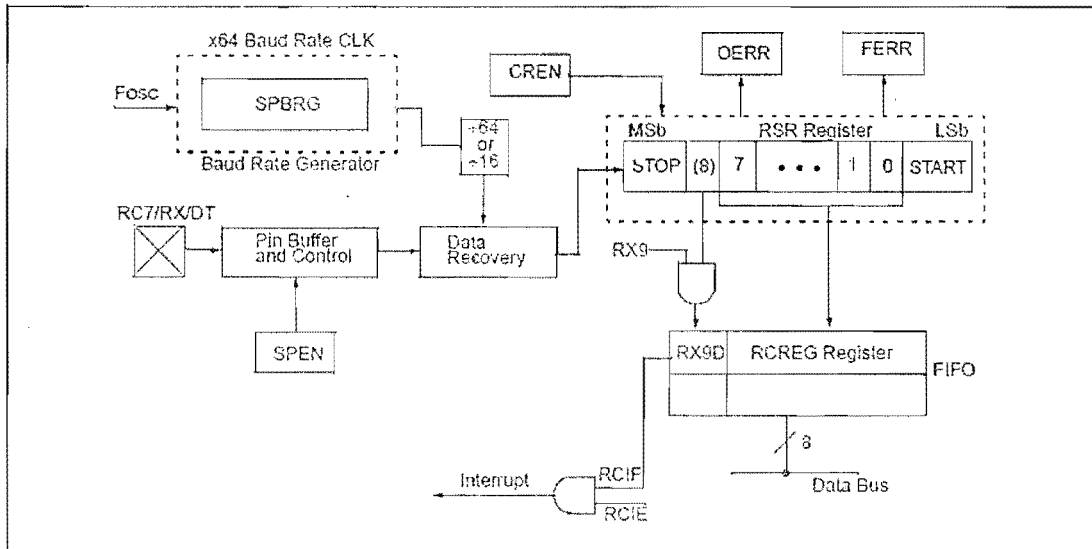 x64 Baud Rate CLK
Fosc
SPBRG
Baud Rate Generator
÷64
or
÷16
CREN
OERR
FERR
MSb
RSR Register
LSb
STOP
(8)
7
• • •
1
0
START
RC7/RX/DT
Pin Buffer
and Control
Data
Recovery
RX9
SPEN
RX9D
RCREG Register
FIFO
8
Data Bus
Interrupt
RCIF
RCIE